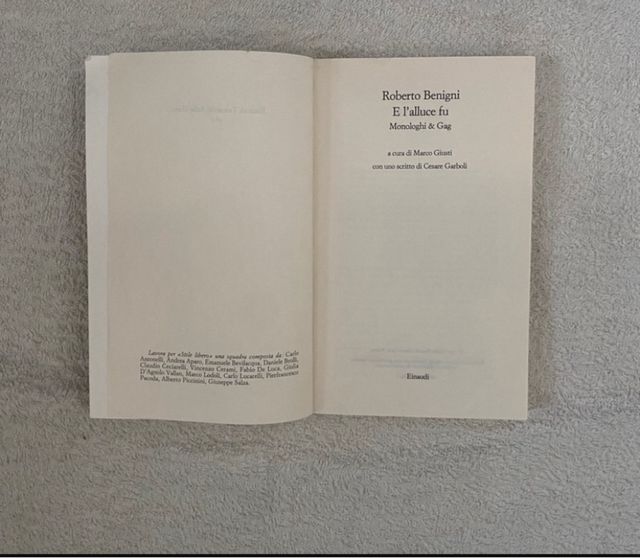 Lavora per «Stile libero» una squadra composta da: Carlo
Antonelli, Andrea Aparo, Emanuele Bevilacqua, Daniele Brolli,
Claudio Ceciarelli, Vincenzo Cerami, Fabio De Luca, Giulia
D'Agnolo Vallan, Marco Lodoli, Carlo Lucarelli, Pierfrancesco
Pacoda, Alberto Piccinini, Giuseppe Salza.
Roberto Benigni
E l'alluce fu
Monologhi & Gag
a cura di Marco Giusti
con uno scritto di Cesare Garboli
Einaudi